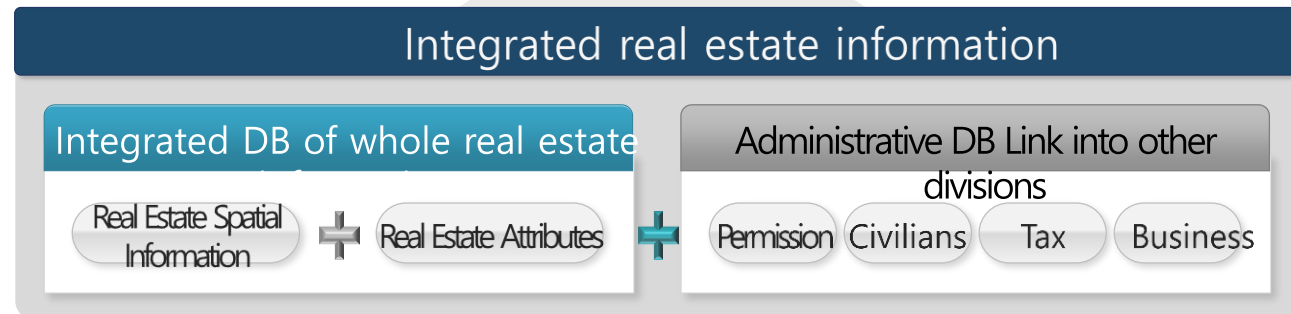 Integrated real estate information
Integrated DB of whole real estate
Administrative DB Link into other
divisions
Real Estate Spatial
Information
Real Estate Attributes
Permission
Civilians
Tax
Business